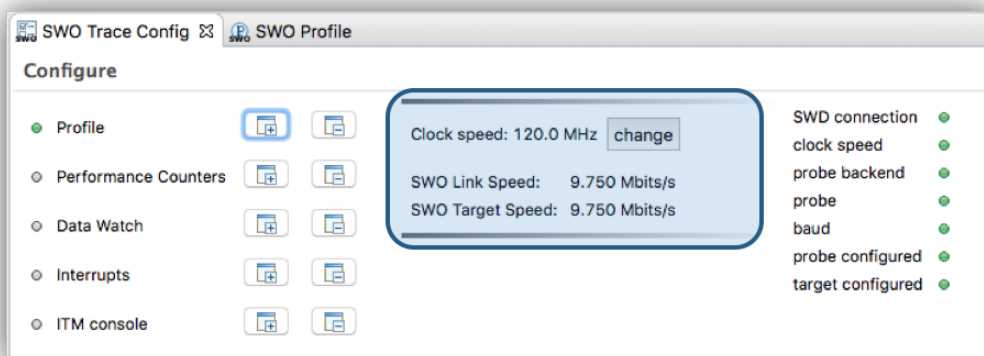 SWO Trace Config SWO Profile
Configure
Profile
Performance Counters
Data Watch
Interrupts
ITM console
Clock speed: 120.0 MHz change
SWO Link Speed: 9.750 Mbits/s
SWO Target Speed: 9.750 Mbits/s
SWD connection
clock speed
probe backend
probe
baud
probe configured
target configured